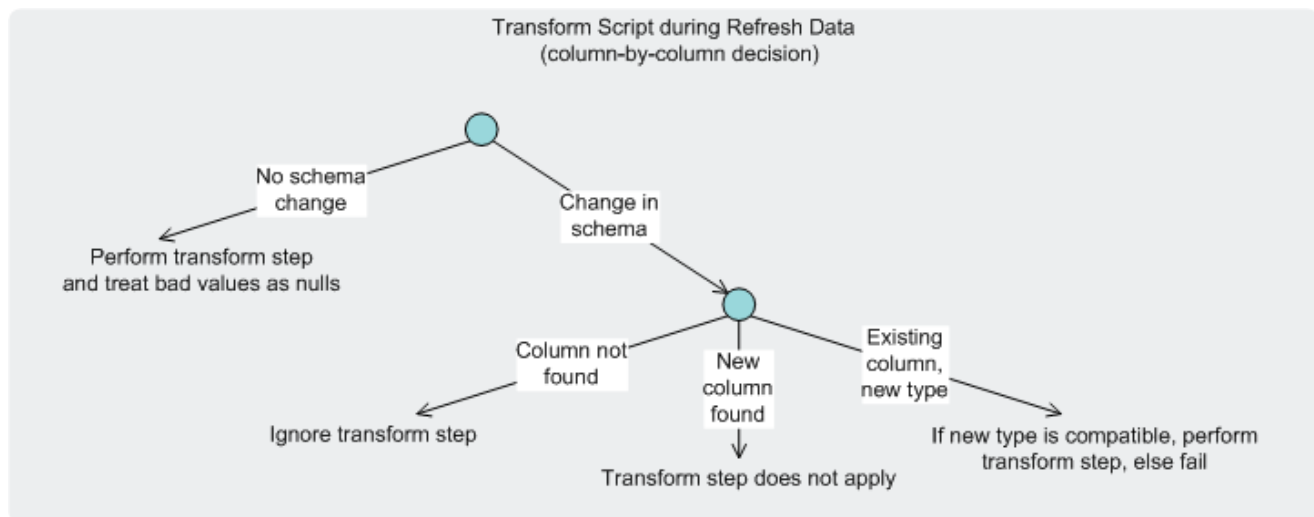 Transform Script during Refresh Data
(column-by-column decision)
No schema
change
Change in
schema
Perform transform step
and treat bad values as nulls
Column not
found
New
column
found
Existing
column,
new type
Ignore transform step
Transform step does not apply
If new type is compatible, perform
transform step, else fail